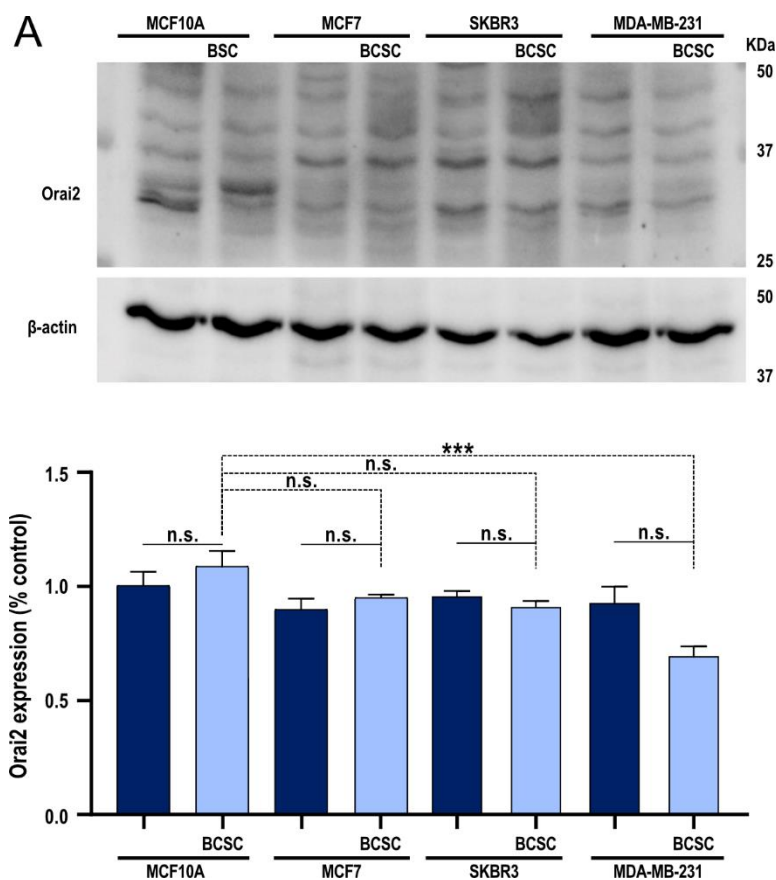 A
MCF10A MCF7 SKBR3 MDA-MB-231
BSC BCSC BCSC BCSC KDa
50
37
Orai2
25
50
β-actin
37
***
n.s.
n.s.
n.s. n.s. n.s. n.s.
1.5
1.0
0.5
0.0
Orai2 expression (% control)
BCSC BCSC BCSC BCSC
MCF10A MCF7 SKBR3 MDA-MB-231